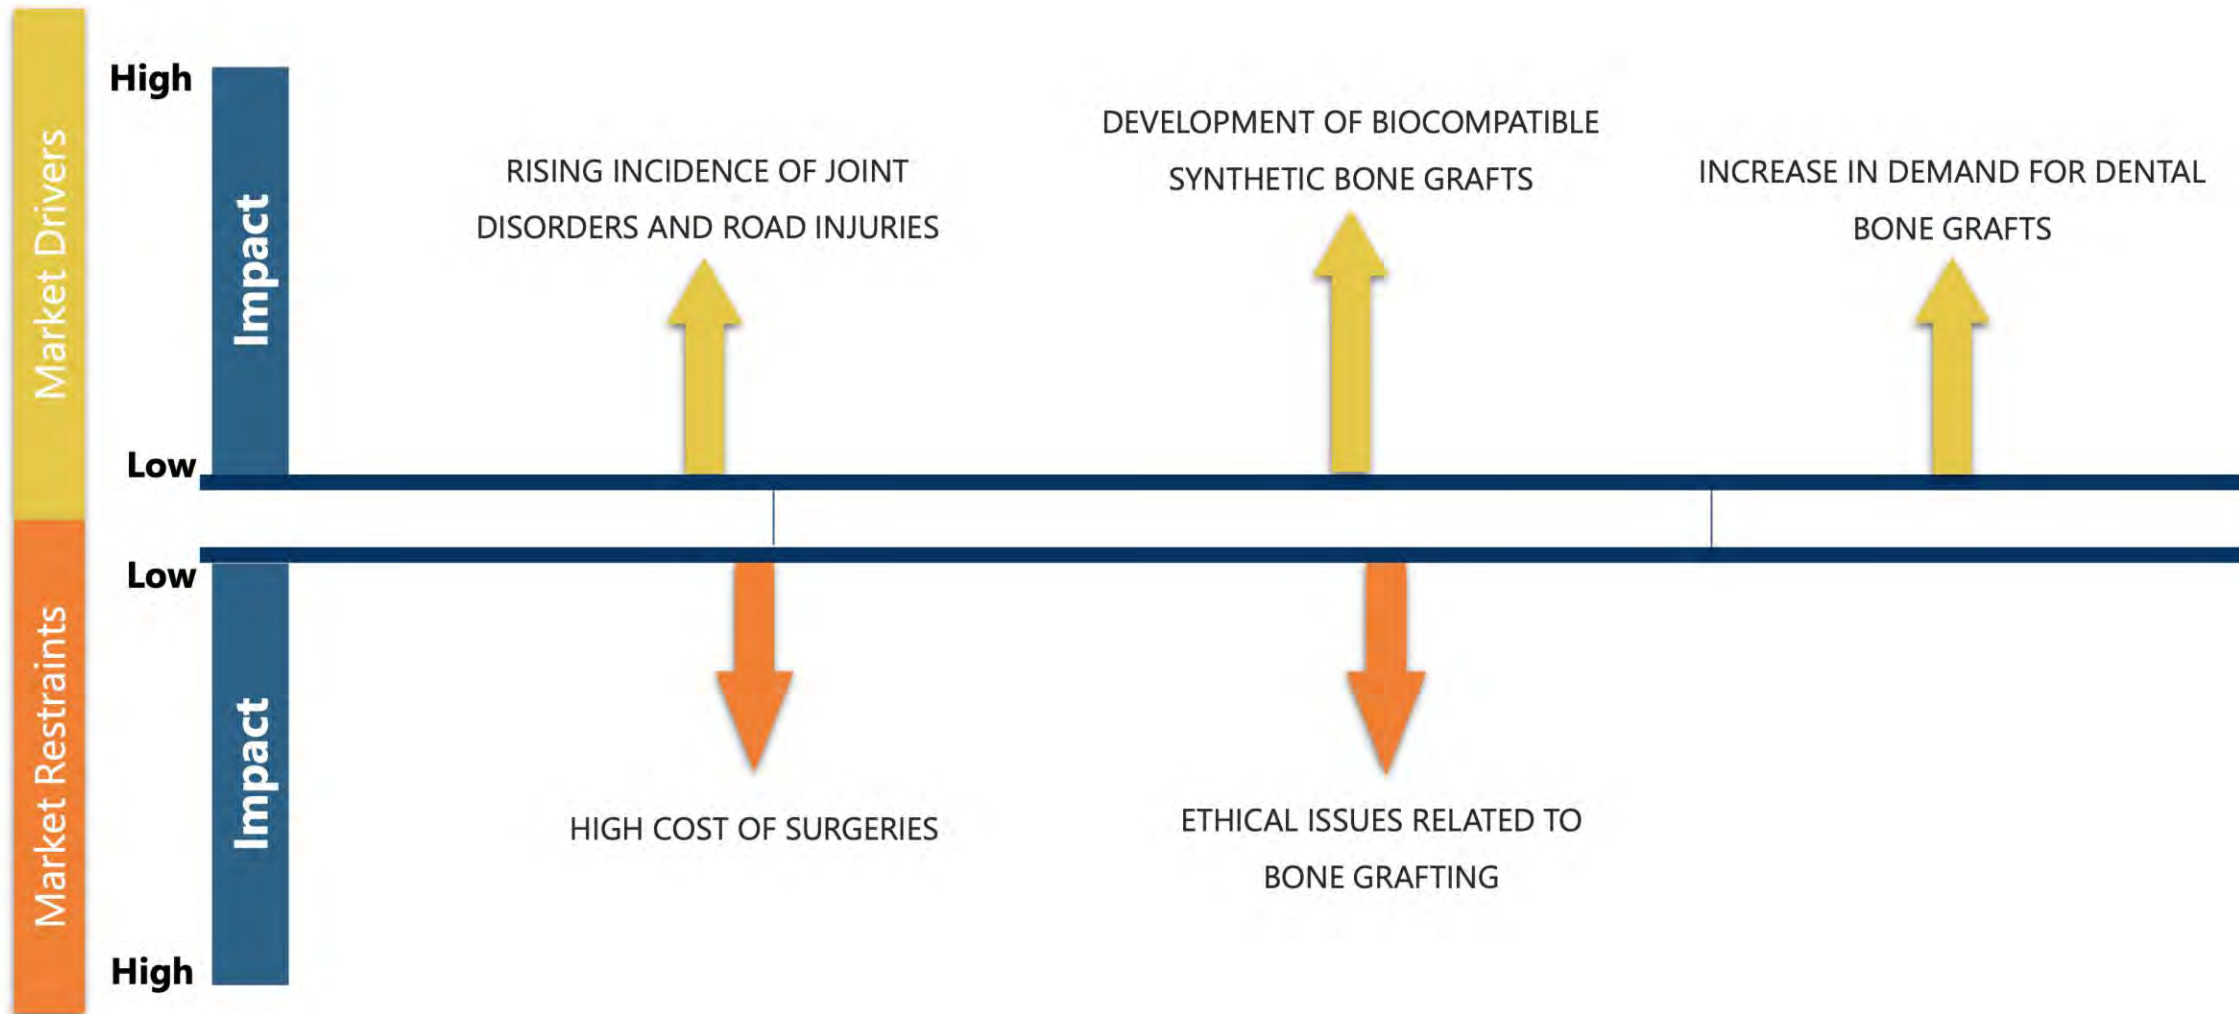 Market Drivers
High
Impact
Low
RISING INCIDENCE OF JOINT
DISORDERS AND ROAD INJURIES
DEVELOPMENT OF BIOCOMPATIBLE
SYNTHETIC BONE GRAFTS
INCREASE IN DEMAND FOR DENTAL
BONE GRAFTS
Market Restraints
Low
Impact
High
HIGH COST OF SURGERIES
ETHICAL ISSUES RELATED TO
BONE GRAFTING